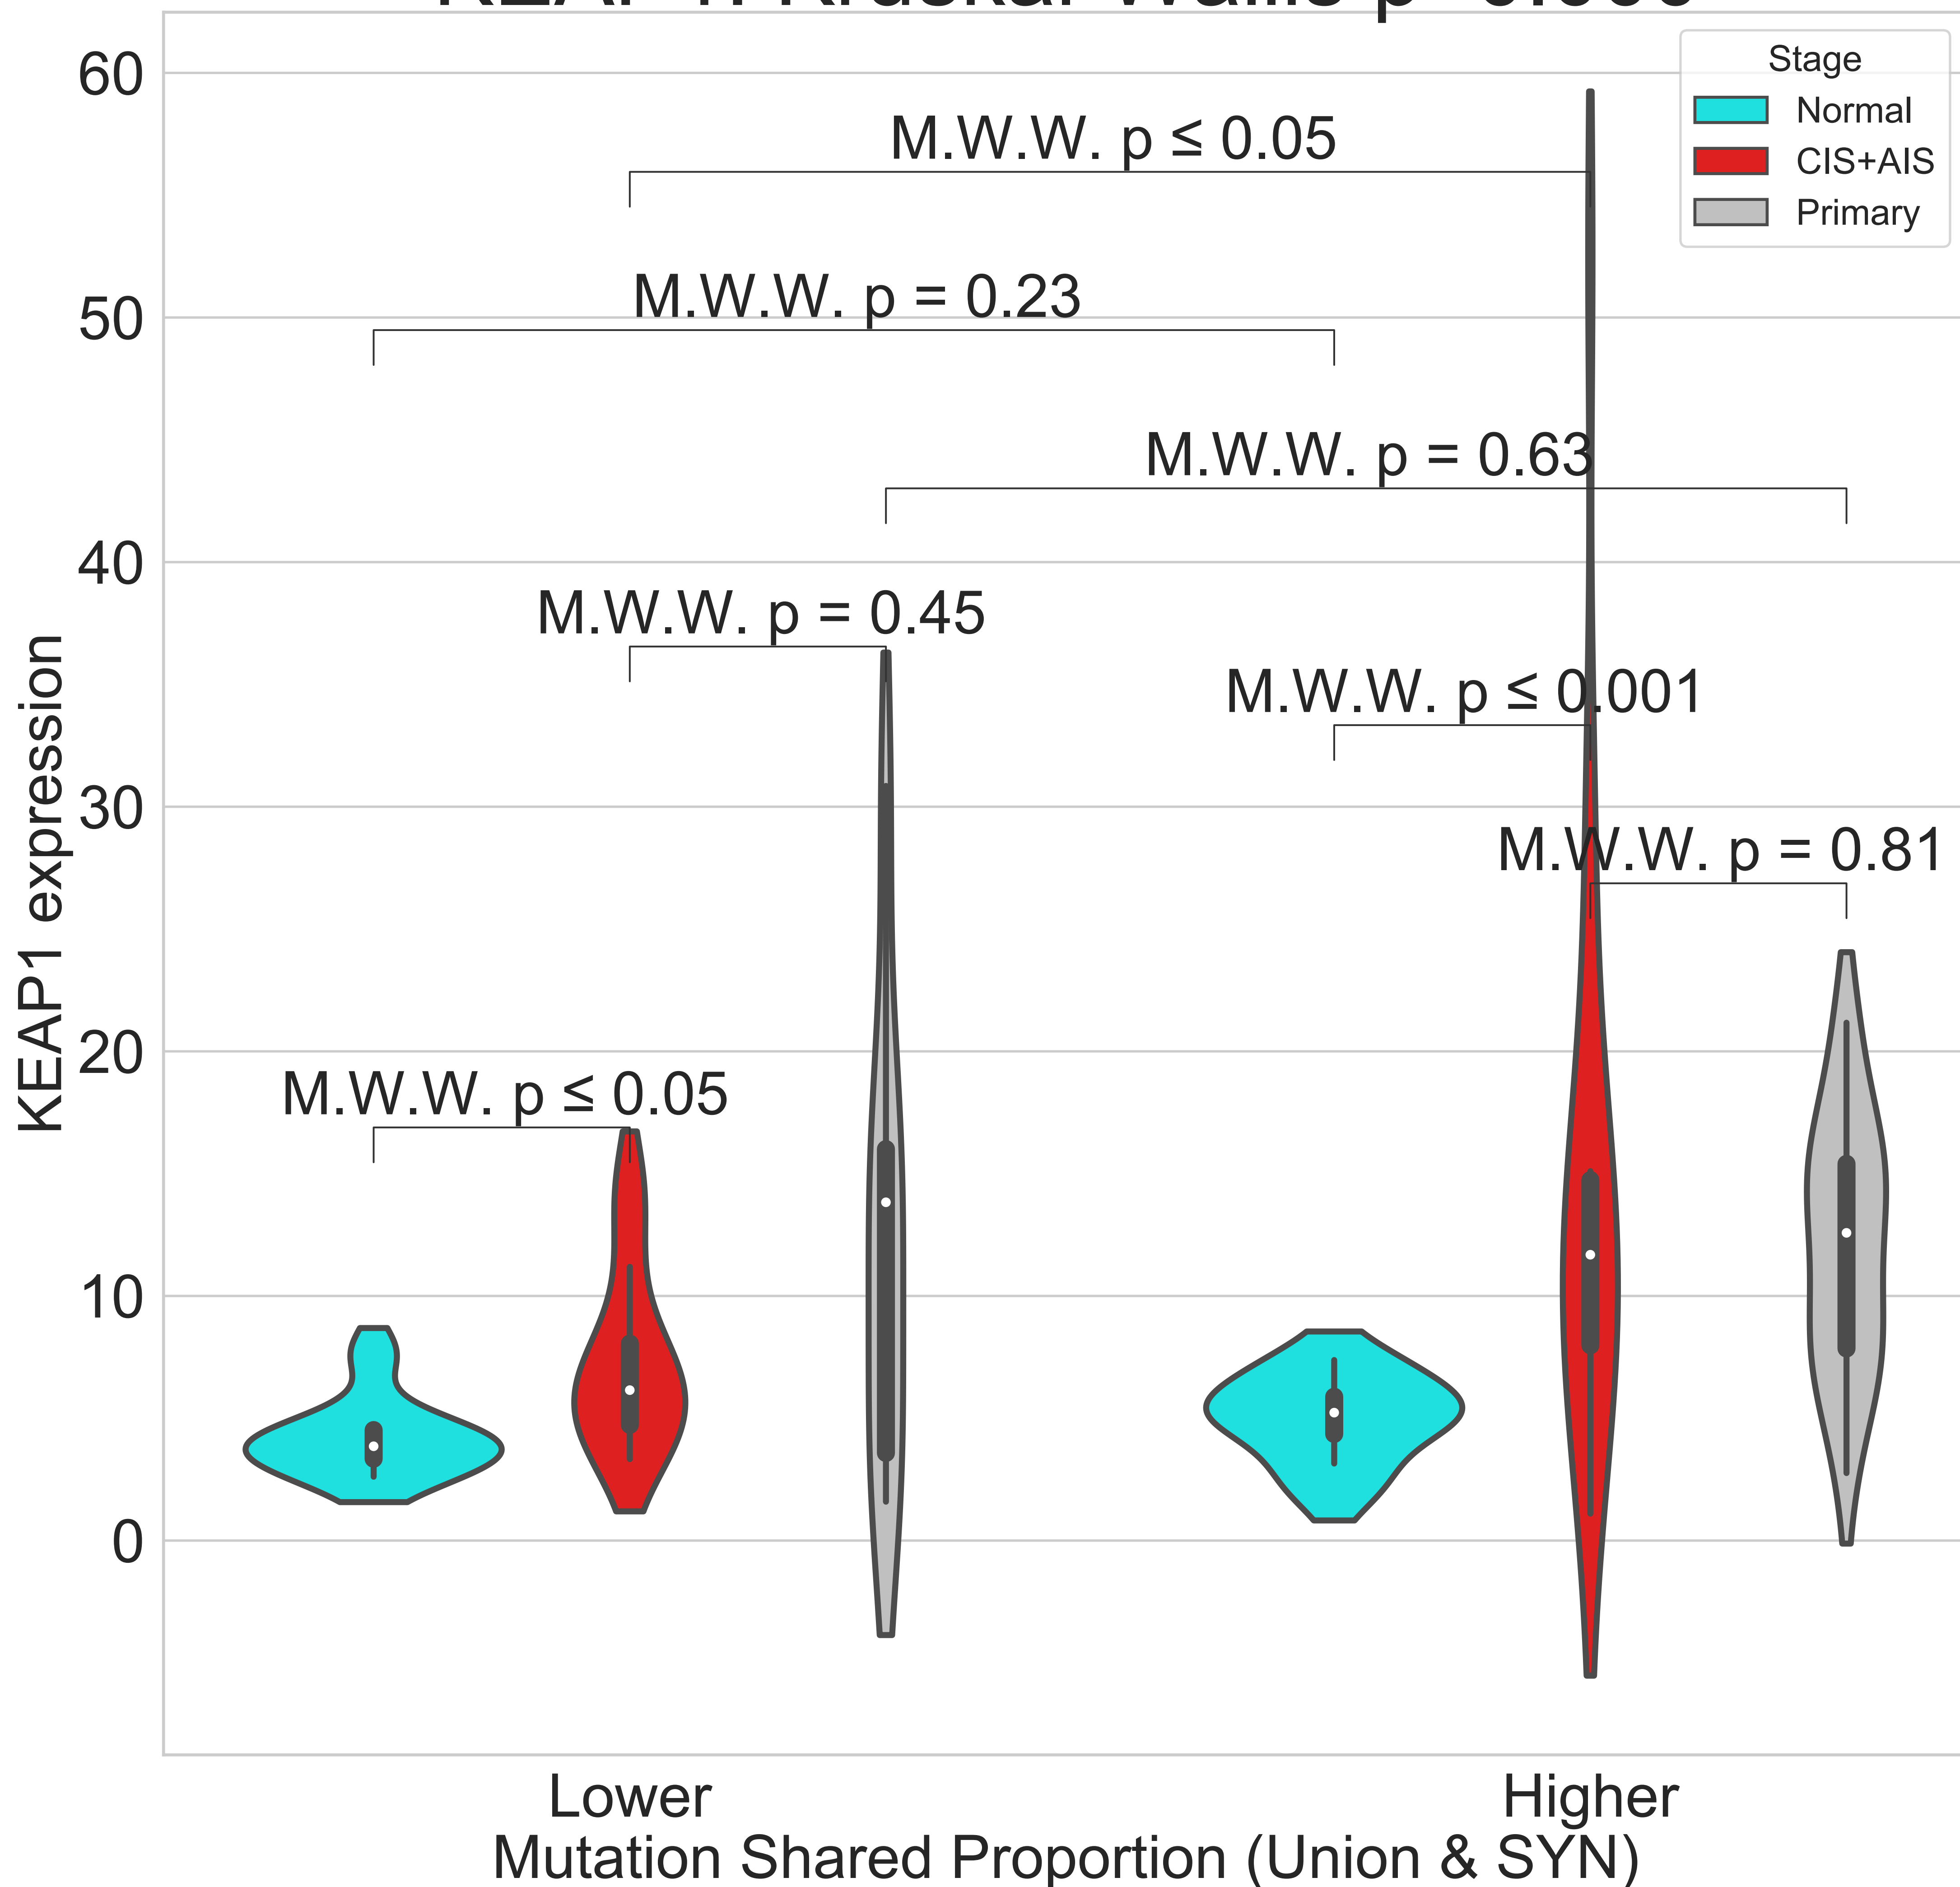 60
50
40
30
20
10
0
KEAP1 expression
Stage
Normal
CIS+AIS
Primary
M.W.W. p ≤ 0.05
M.W.W. p = 0.23
M.W.W. p = 0.63
M.W.W. p = 0.45
M.W.W. p ≤ 0.001
M.W.W. p = 0.81
M.W.W. p ≤ 0.05
Lower
Higher
Mutation Shared Proportion (Union & SYN)